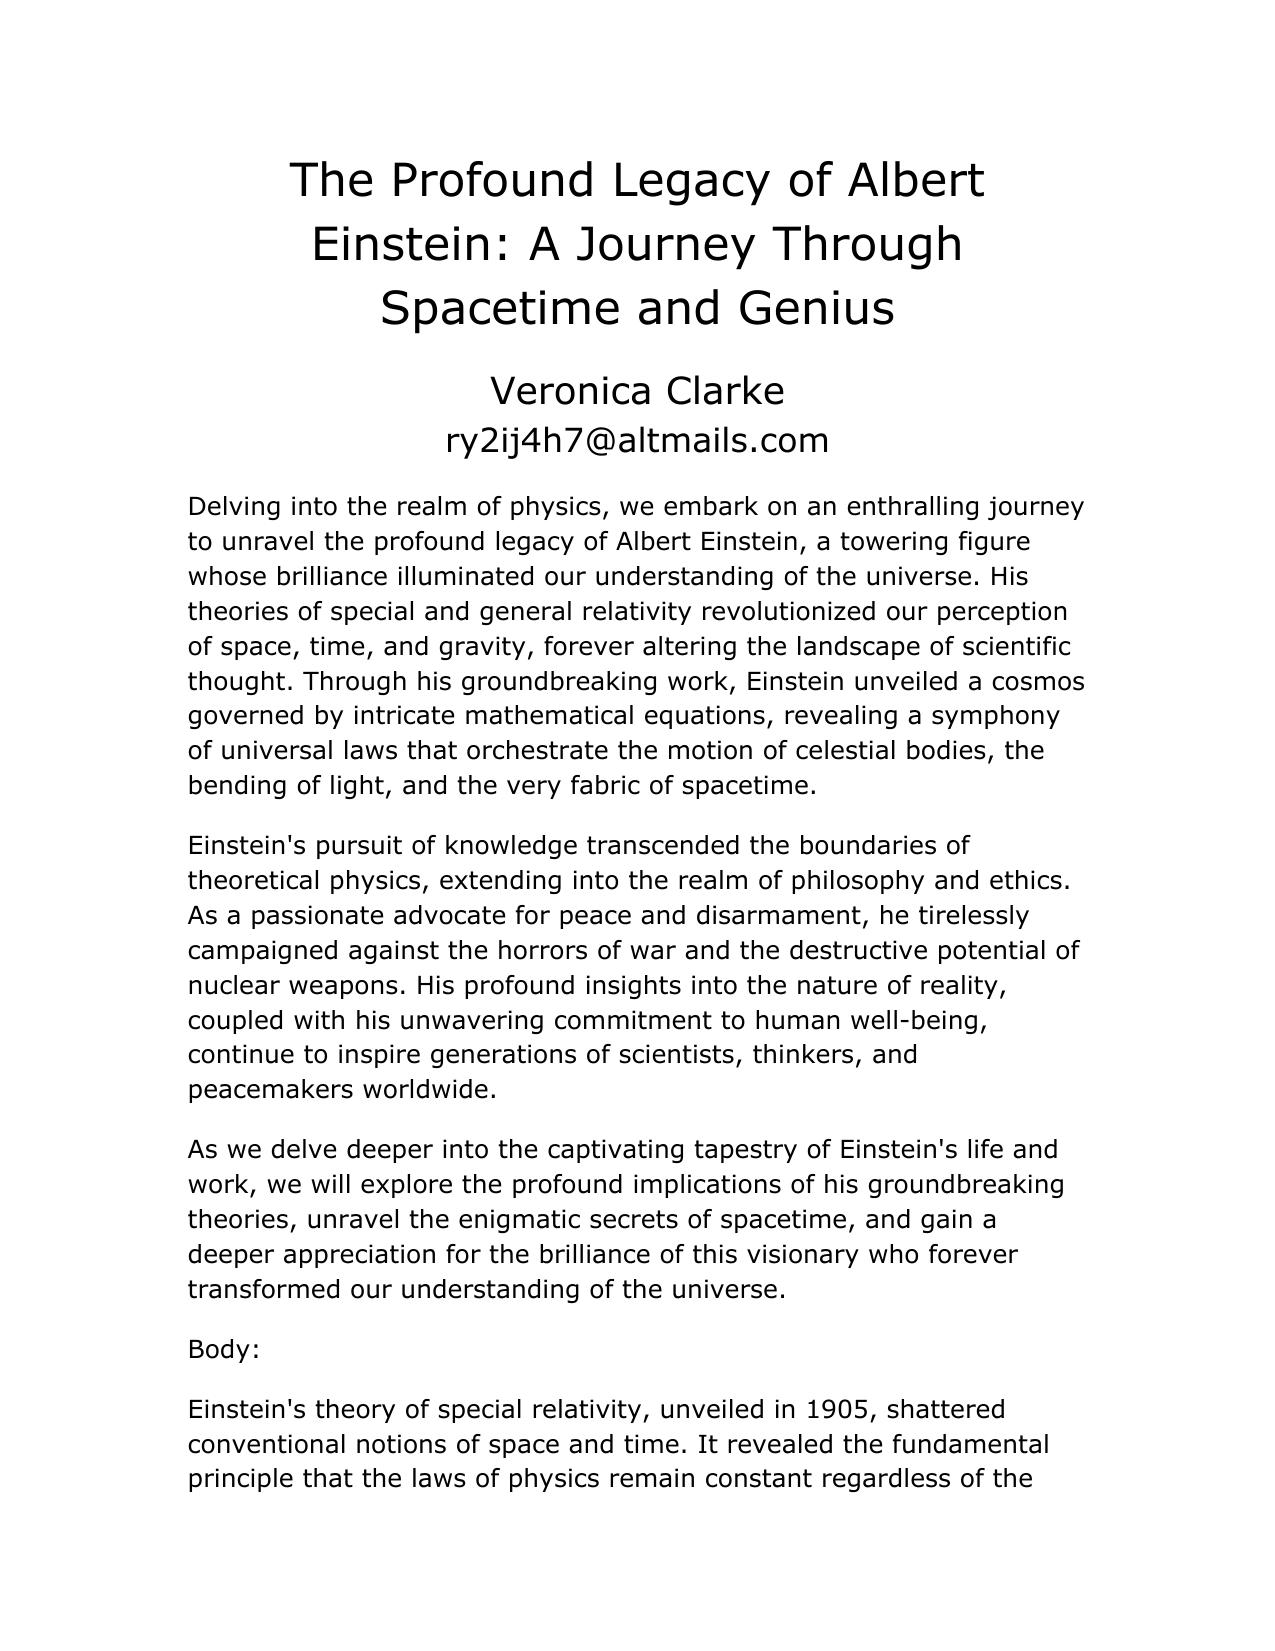 The Profound Legacy of Albert
Einstein: A Journey Through
Spacetime and Genius
Veronica Clarke
ry2ij4h7@altmails.com
Delving into the realm of physics, we embark on an enthralling journey
to unravel the profound legacy of Albert Einstein, a towering figure
whose brilliance illuminated our understanding of the universe. His
theories of special and general relativity revolutionized our perception
of space, time, and gravity, forever altering the landscape of scientific
thought. Through his groundbreaking work, Einstein unveiled a cosmos
governed by intricate mathematical equations, revealing a symphony
of universal laws that orchestrate the motion of celestial bodies, the
bending of light, and the very fabric of spacetime.
Einstein's pursuit of knowledge transcended the boundaries of
theoretical physics, extending into the realm of philosophy and ethics.
As a passionate advocate for peace and disarmament, he tirelessly
campaigned against the horrors of war and the destructive potential of
nuclear weapons. His profound insights into the nature of reality,
coupled with his unwavering commitment to human well-being,
continue to inspire generations of scientists, thinkers, and
peacemakers worldwide.
As we delve deeper into the captivating tapestry of Einstein's life and
work, we will explore the profound implications of his groundbreaking
theories, unravel the enigmatic secrets of spacetime, and gain a
deeper appreciation for the brilliance of this visionary who forever
transformed our understanding of the universe.
Body:
Einstein's theory of special relativity, unveiled in 1905, shattered
conventional notions of space and time. It revealed the fundamental
principle that the laws of physics remain constant regardless of the